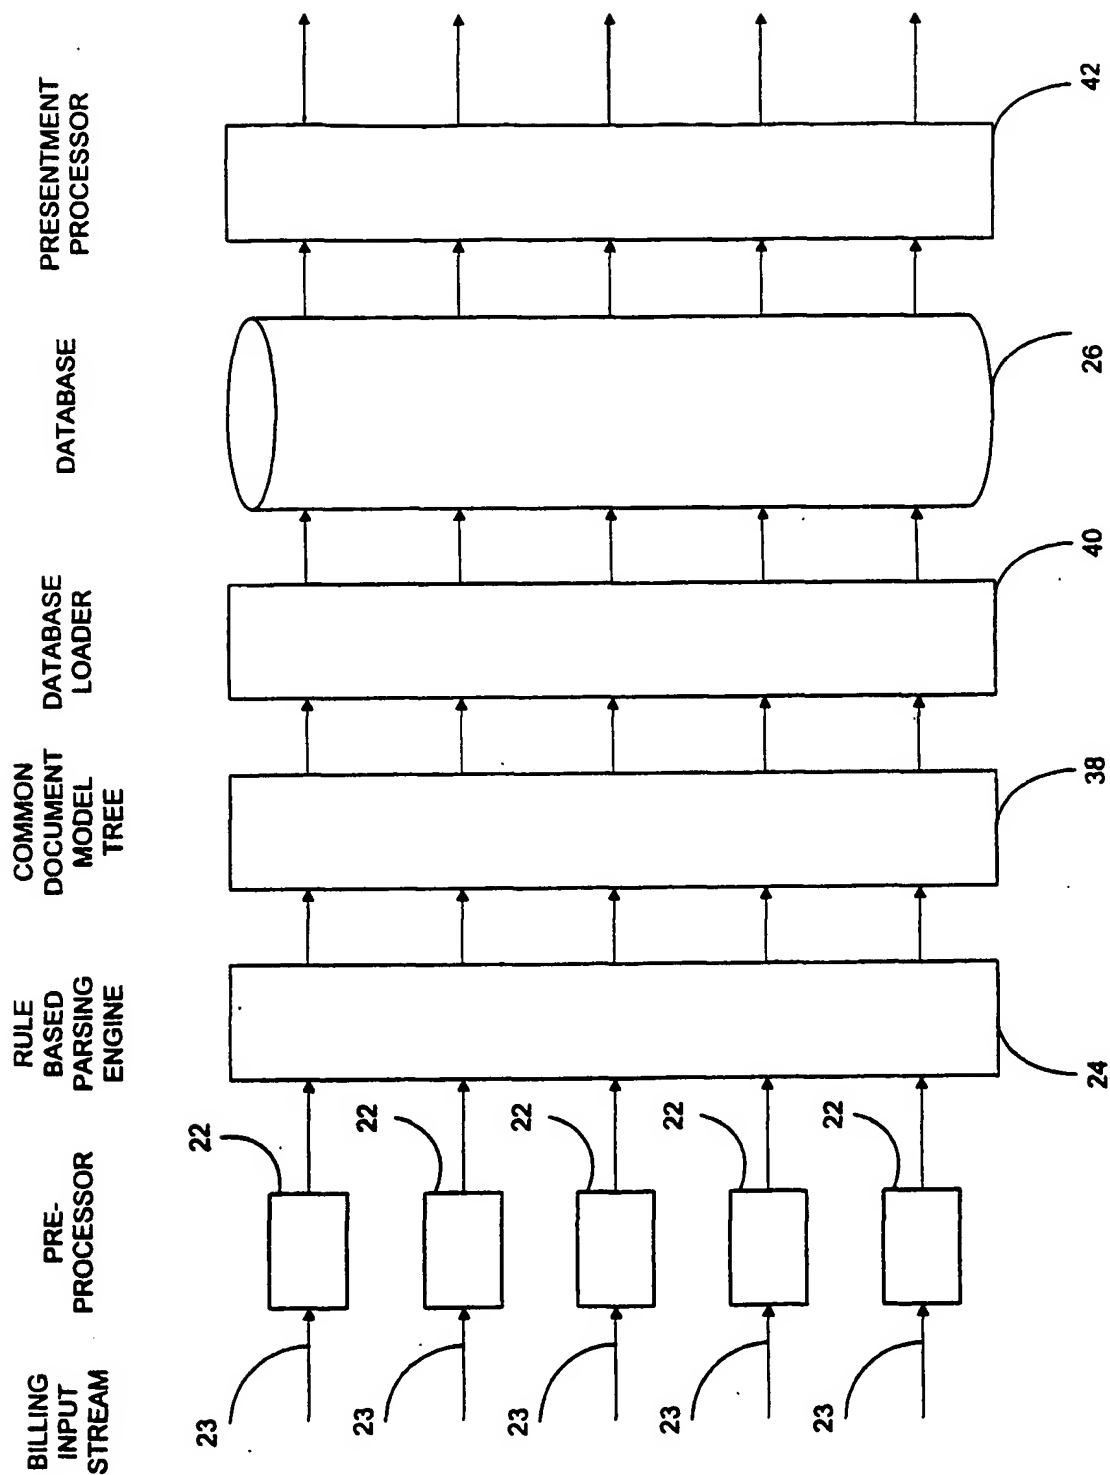 BILLING
INPUT
STREAM
PRE-
PROCESSOR
RULE
BASED
PARSING
ENGINE
COMMON
DOCUMENT
MODEL
TREE
DATABASE
LOADER
DATABASE
PRESENTMENT
PROCESSOR
23
22
23
22
23
22
23
22
23
22
24
38
40
26
42